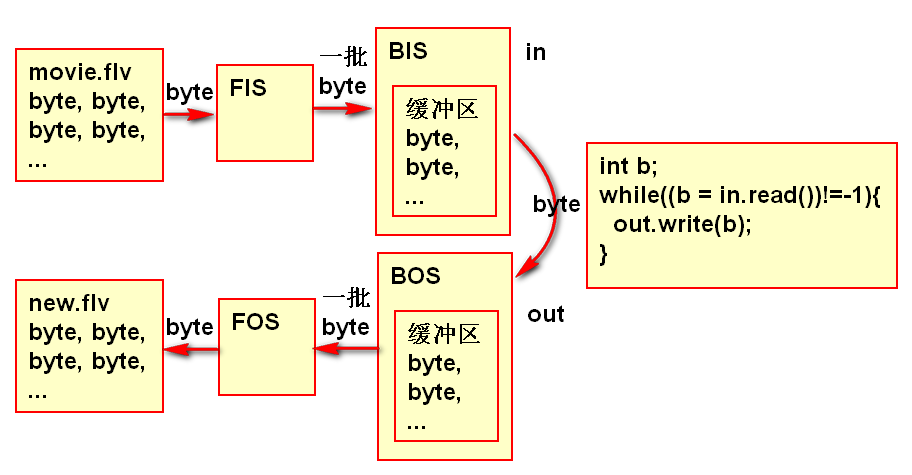 movie.flv
byte, byte,
byte, byte,
...
byte
FIS
一批
byte
BIS
缓冲区
byte,
byte,
...
in
byte
int b;
while((b = in.read())!=-1){
out.write(b);
}
new.flv
byte, byte,
byte, byte,
...
byte
FOS
一批
byte
BOS
缓冲区
byte,
byte,
...
out